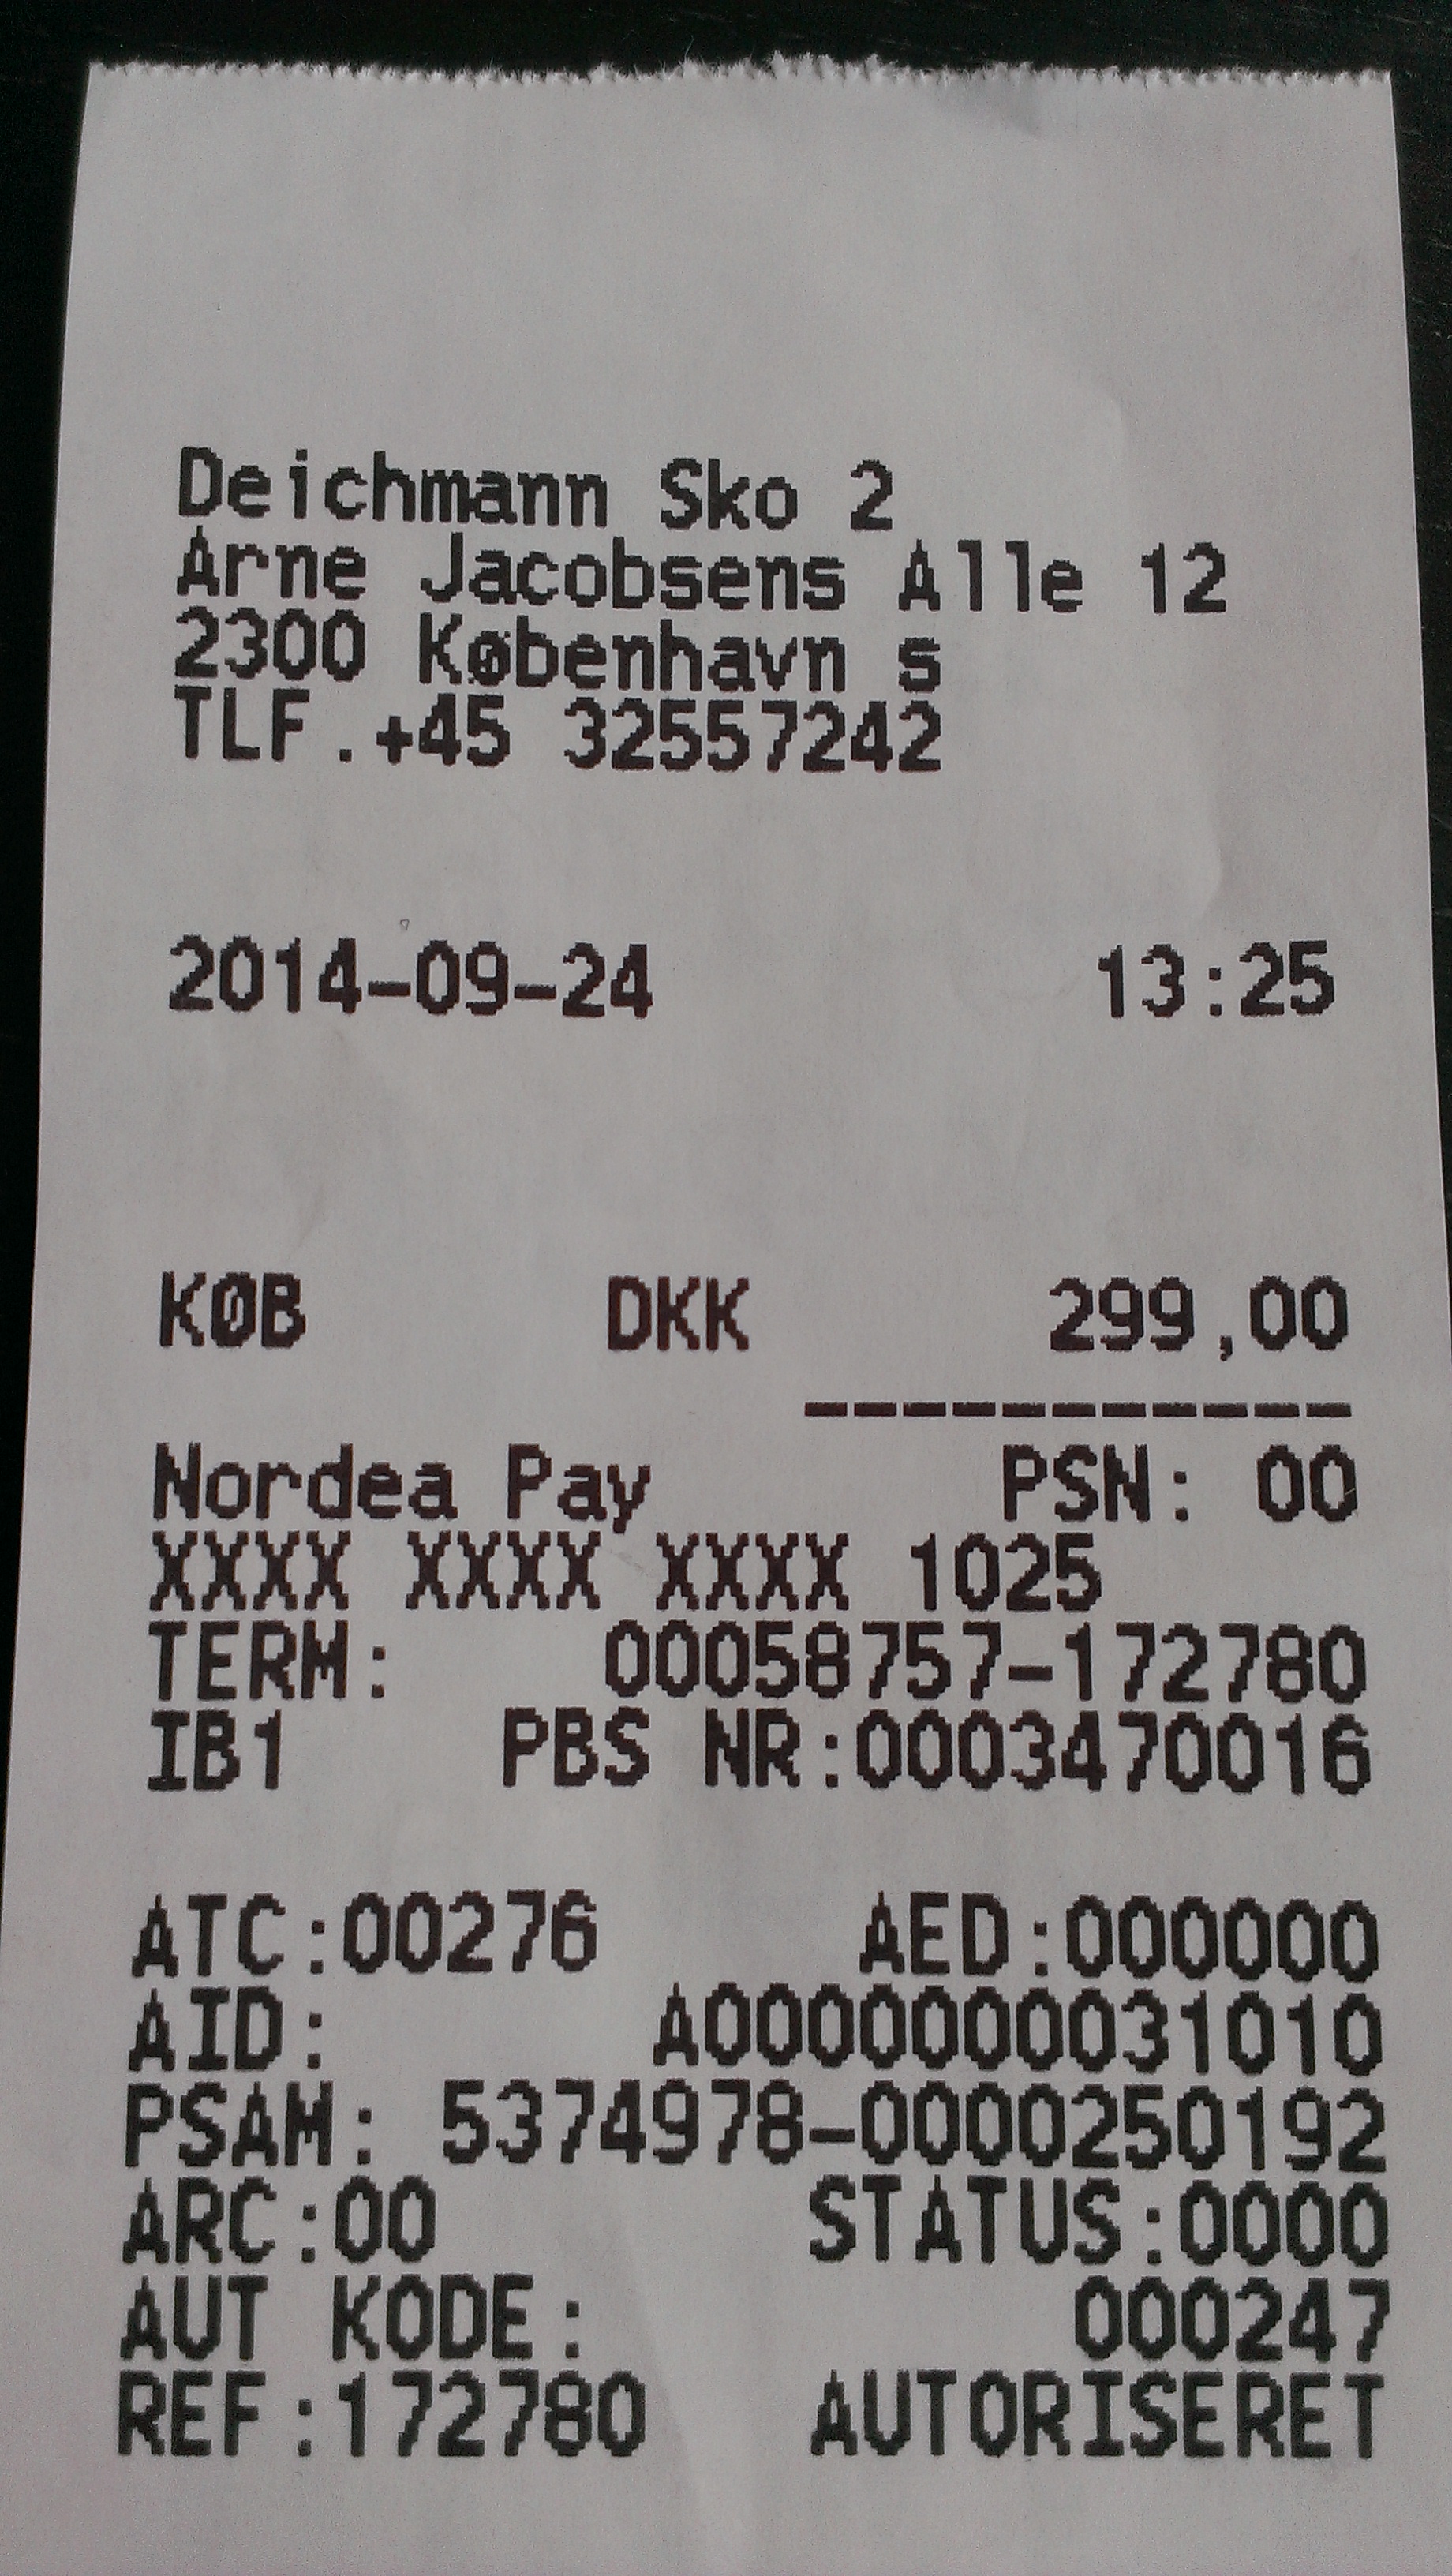 Deichmann Sko 2
Arne Jacobsens Alle 12
2300 København s
TLF.+45 32557242
2014-09-24 13:25
KØB DKK 299,00
------------
Nordea Pay PSN: 00
XXXX XXXX XXXX 1025
TERM: 00058757-172780
IB1 PBS NR:0003470016
ATC:00276 AED:000000
AID: A0000000031010
PSAM: 5374978-0000250192
ARC:00 STATUS:0000
AUT KODE: 000247
REF:172780 AUTORISERET